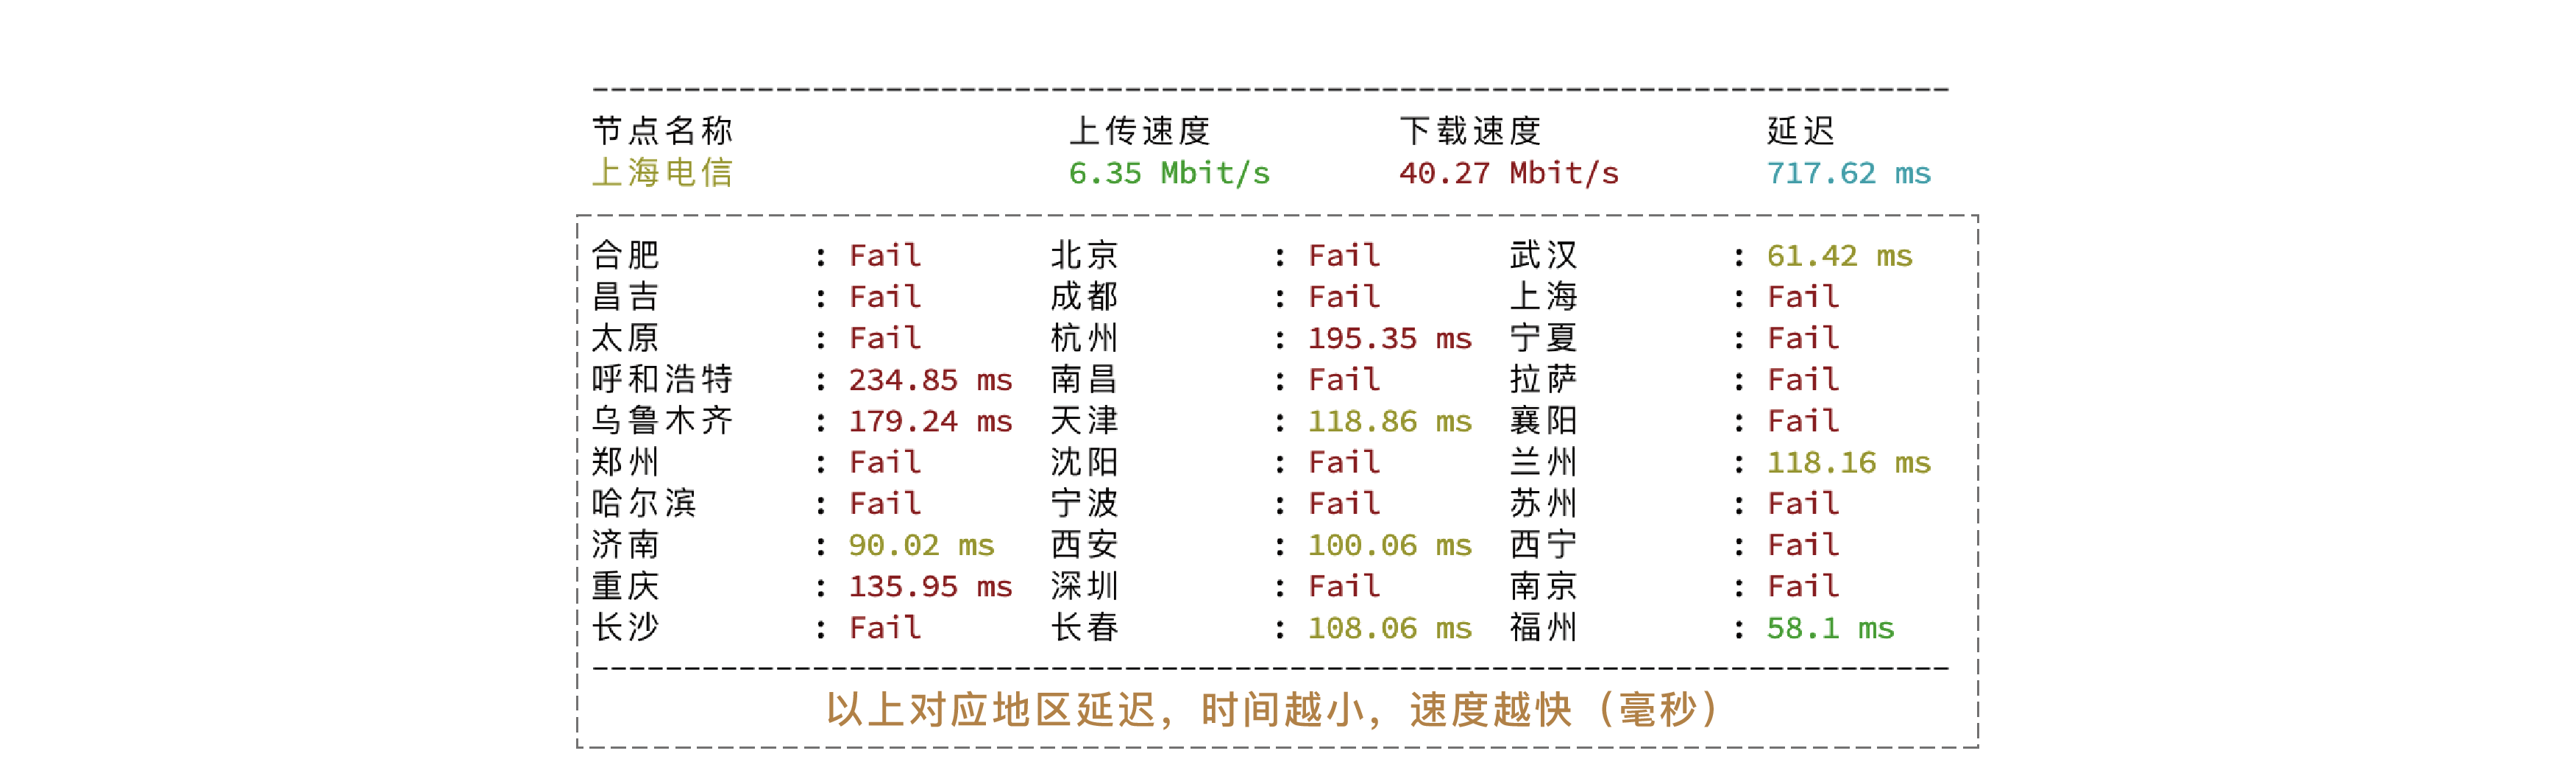 节点名称 上传速度 下载速度 延迟
上海电信 6.35 Mbit/s 40.27 Mbit/s 717.62 ms
合肥 : Fail 北京 : Fail 武汉 : 61.42 ms
昌吉 : Fail 成都 : Fail 上海 : Fail
太原 : Fail 杭州 : 195.35 ms 宁夏 : Fail
呼和浩特 : 234.85 ms 南昌 : Fail 拉萨 : Fail
乌鲁木齐 : 179.24 ms 天津 : 118.86 ms 襄阳 : Fail
郑州 : Fail 沈阳 : Fail 兰州 : 118.16 ms
哈尔滨 : Fail 宁波 : Fail 苏州 : Fail
济南 : 90.02 ms 西安 : 100.06 ms 西宁 : Fail
重庆 : 135.95 ms 深圳 : Fail 南京 : Fail
长沙 : Fail 长春 : 108.06 ms 福州 : 58.1 ms
以上对应地区延迟，时间越小，速度越快（毫秒）